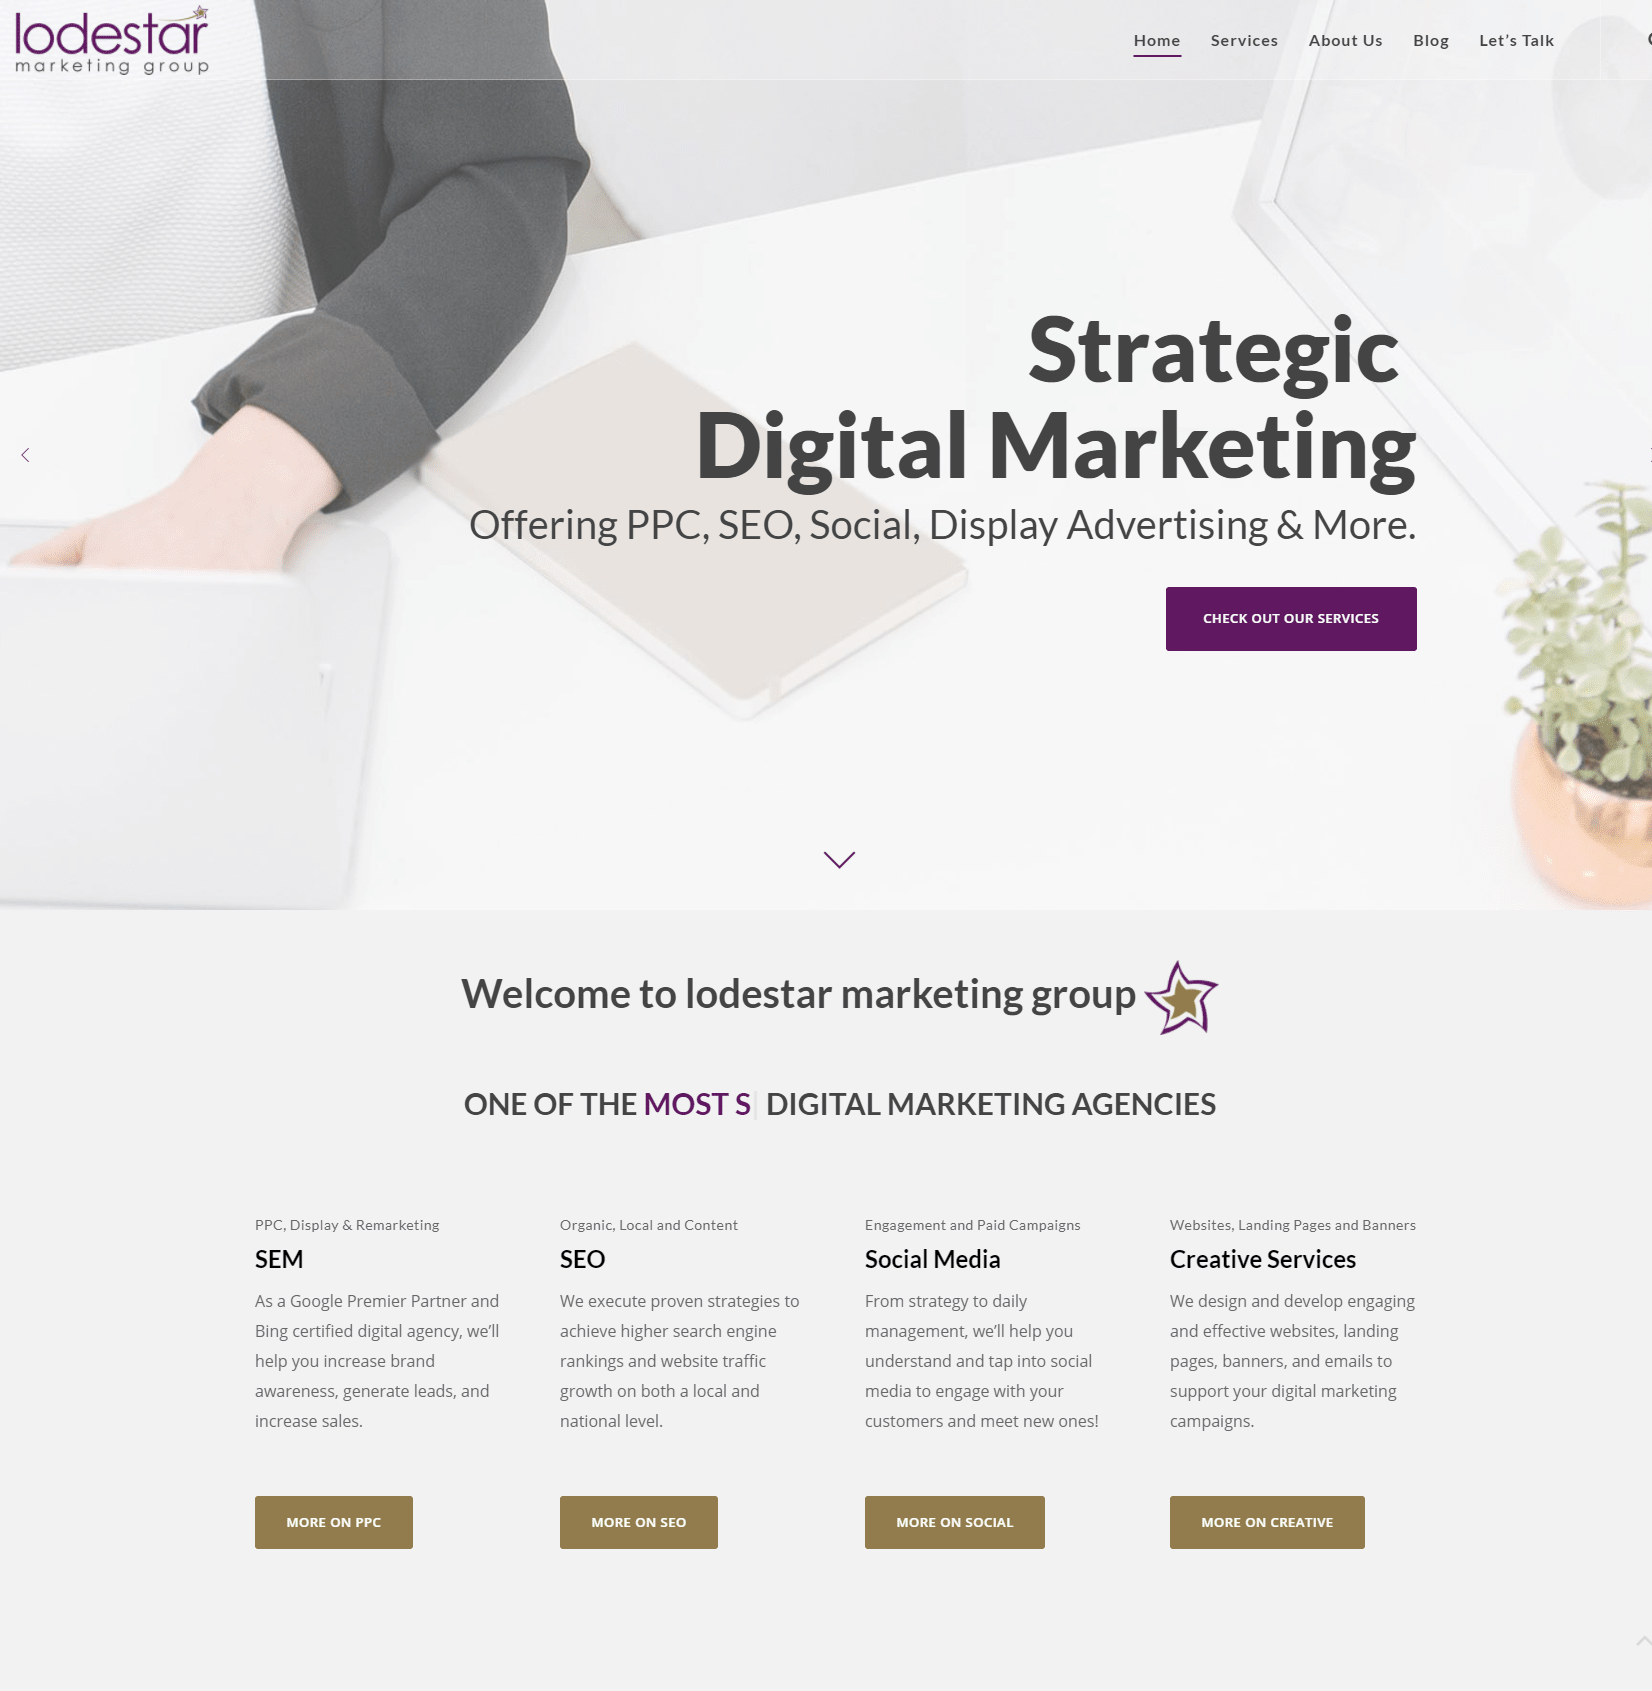 lodestar
marketing group
Home Services About Us Blog Let's Talk
Strategic
Digital Marketing
Offering PPC, SEO, Social, Display Advertising & More.
CHECK OUT OUR SERVICES
Welcome to lodestar marketing group
ONE OF THE MOST S| DIGITAL MARKETING AGENCIES
PPC, Display & Remarketing
SEM
As a Google Premier Partner and
Bing certified digital agency, we'll
help you increase brand
awareness, generate leads, and
increase sales.
MORE ON PPC
Organic, Local and Content
SEO
We execute proven strategies to
achieve higher search engine
rankings and website traffic
growth on both a local and
national level.
MORE ON SEO
Engagement and Paid Campaigns
Social Media
From strategy to daily
management, we'll help you
understand and tap into social
media to engage with your
customers and meet new ones!
MORE ON SOCIAL
Websites, Landing Pages and Banners
Creative Services
We design and develop engaging
and effective websites, landing
pages, banners, and emails to
support your digital marketing
campaigns.
MORE ON CREATIVE